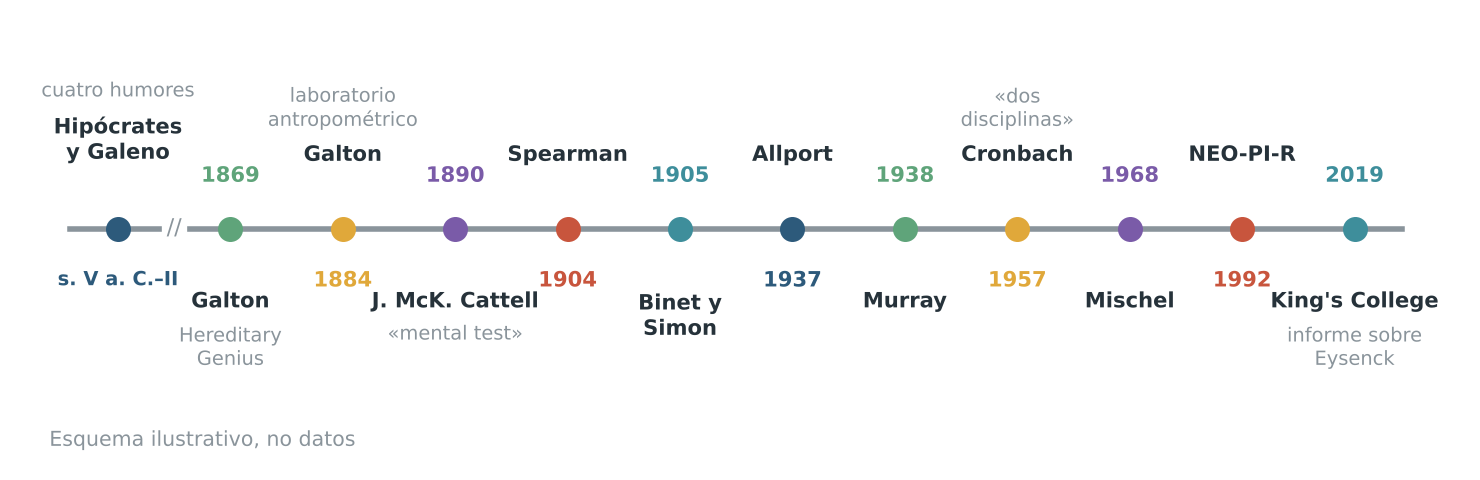 cuatro humores
Hipócrates
y Galeno
s. V a. C.–II
//
1869
Galton
Hereditary
Genius
laboratorio
antropométrico
Galton
1884
1890
J. McK. Cattell
«mental test»
Spearman
1904
1905
Binet y
Simon
Allport
1937
1938
Murray
«dos
disciplinas»
Cronbach
1957
1968
Mischel
NEO-PI-R
1992
2019
King's College
informe sobre
Eysenck
Esquema ilustrativo, no datos